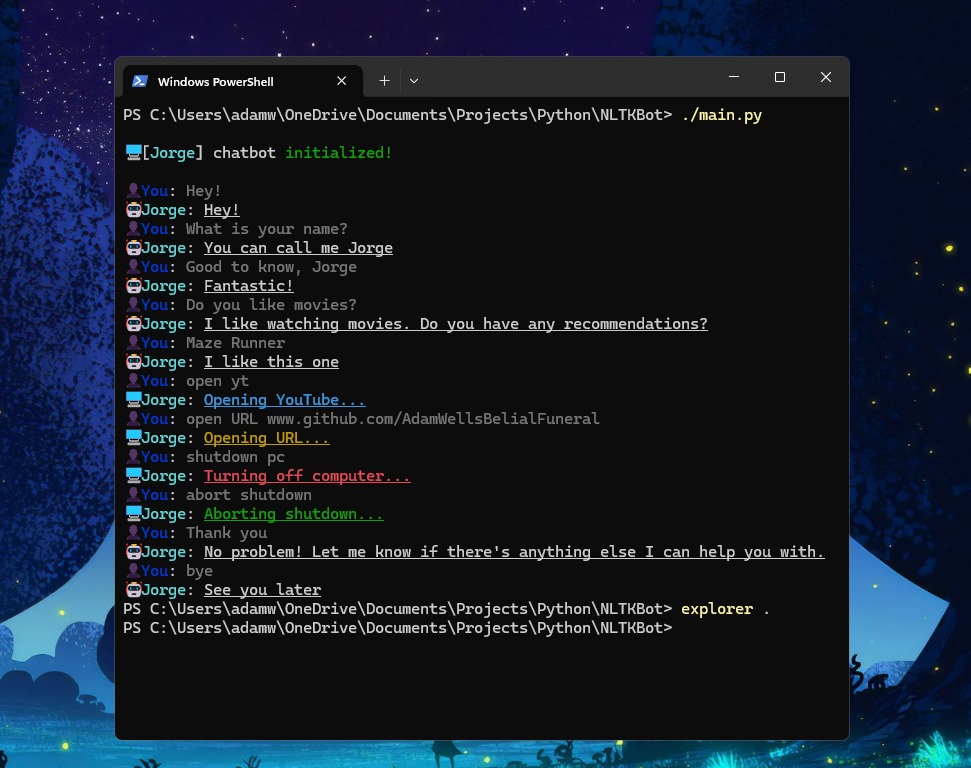 Windows PowerShell
PS C:\Users\adamw\OneDrive\Documents\Projects\Python\NLTKBot> ./main.py
[Jorge] chatbot initialized!
You: Hey!
Jorge: Hey!
You: What is your name?
Jorge: You can call me Jorge
You: Good to know, Jorge
Jorge: Fantastic!
You: Do you like movies?
Jorge: I like watching movies. Do you have any recommendations?
You: Maze Runner
Jorge: I like this one
You: open yt
Jorge: Opening YouTube...
You: open URL www.github.com/AdamWellsBelialFuneral
Jorge: Opening URL...
You: shutdown pc
Jorge: Turning off computer...
You: abort shutdown
Jorge: Aborting shutdown...
You: Thank you
Jorge: No problem! Let me know if there's anything else I can help you with.
You: bye
Jorge: See you later
PS C:\Users\adamw\OneDrive\Documents\Projects\Python\NLTKBot> explorer .
PS C:\Users\adamw\OneDrive\Documents\Projects\Python\NLTKBot>